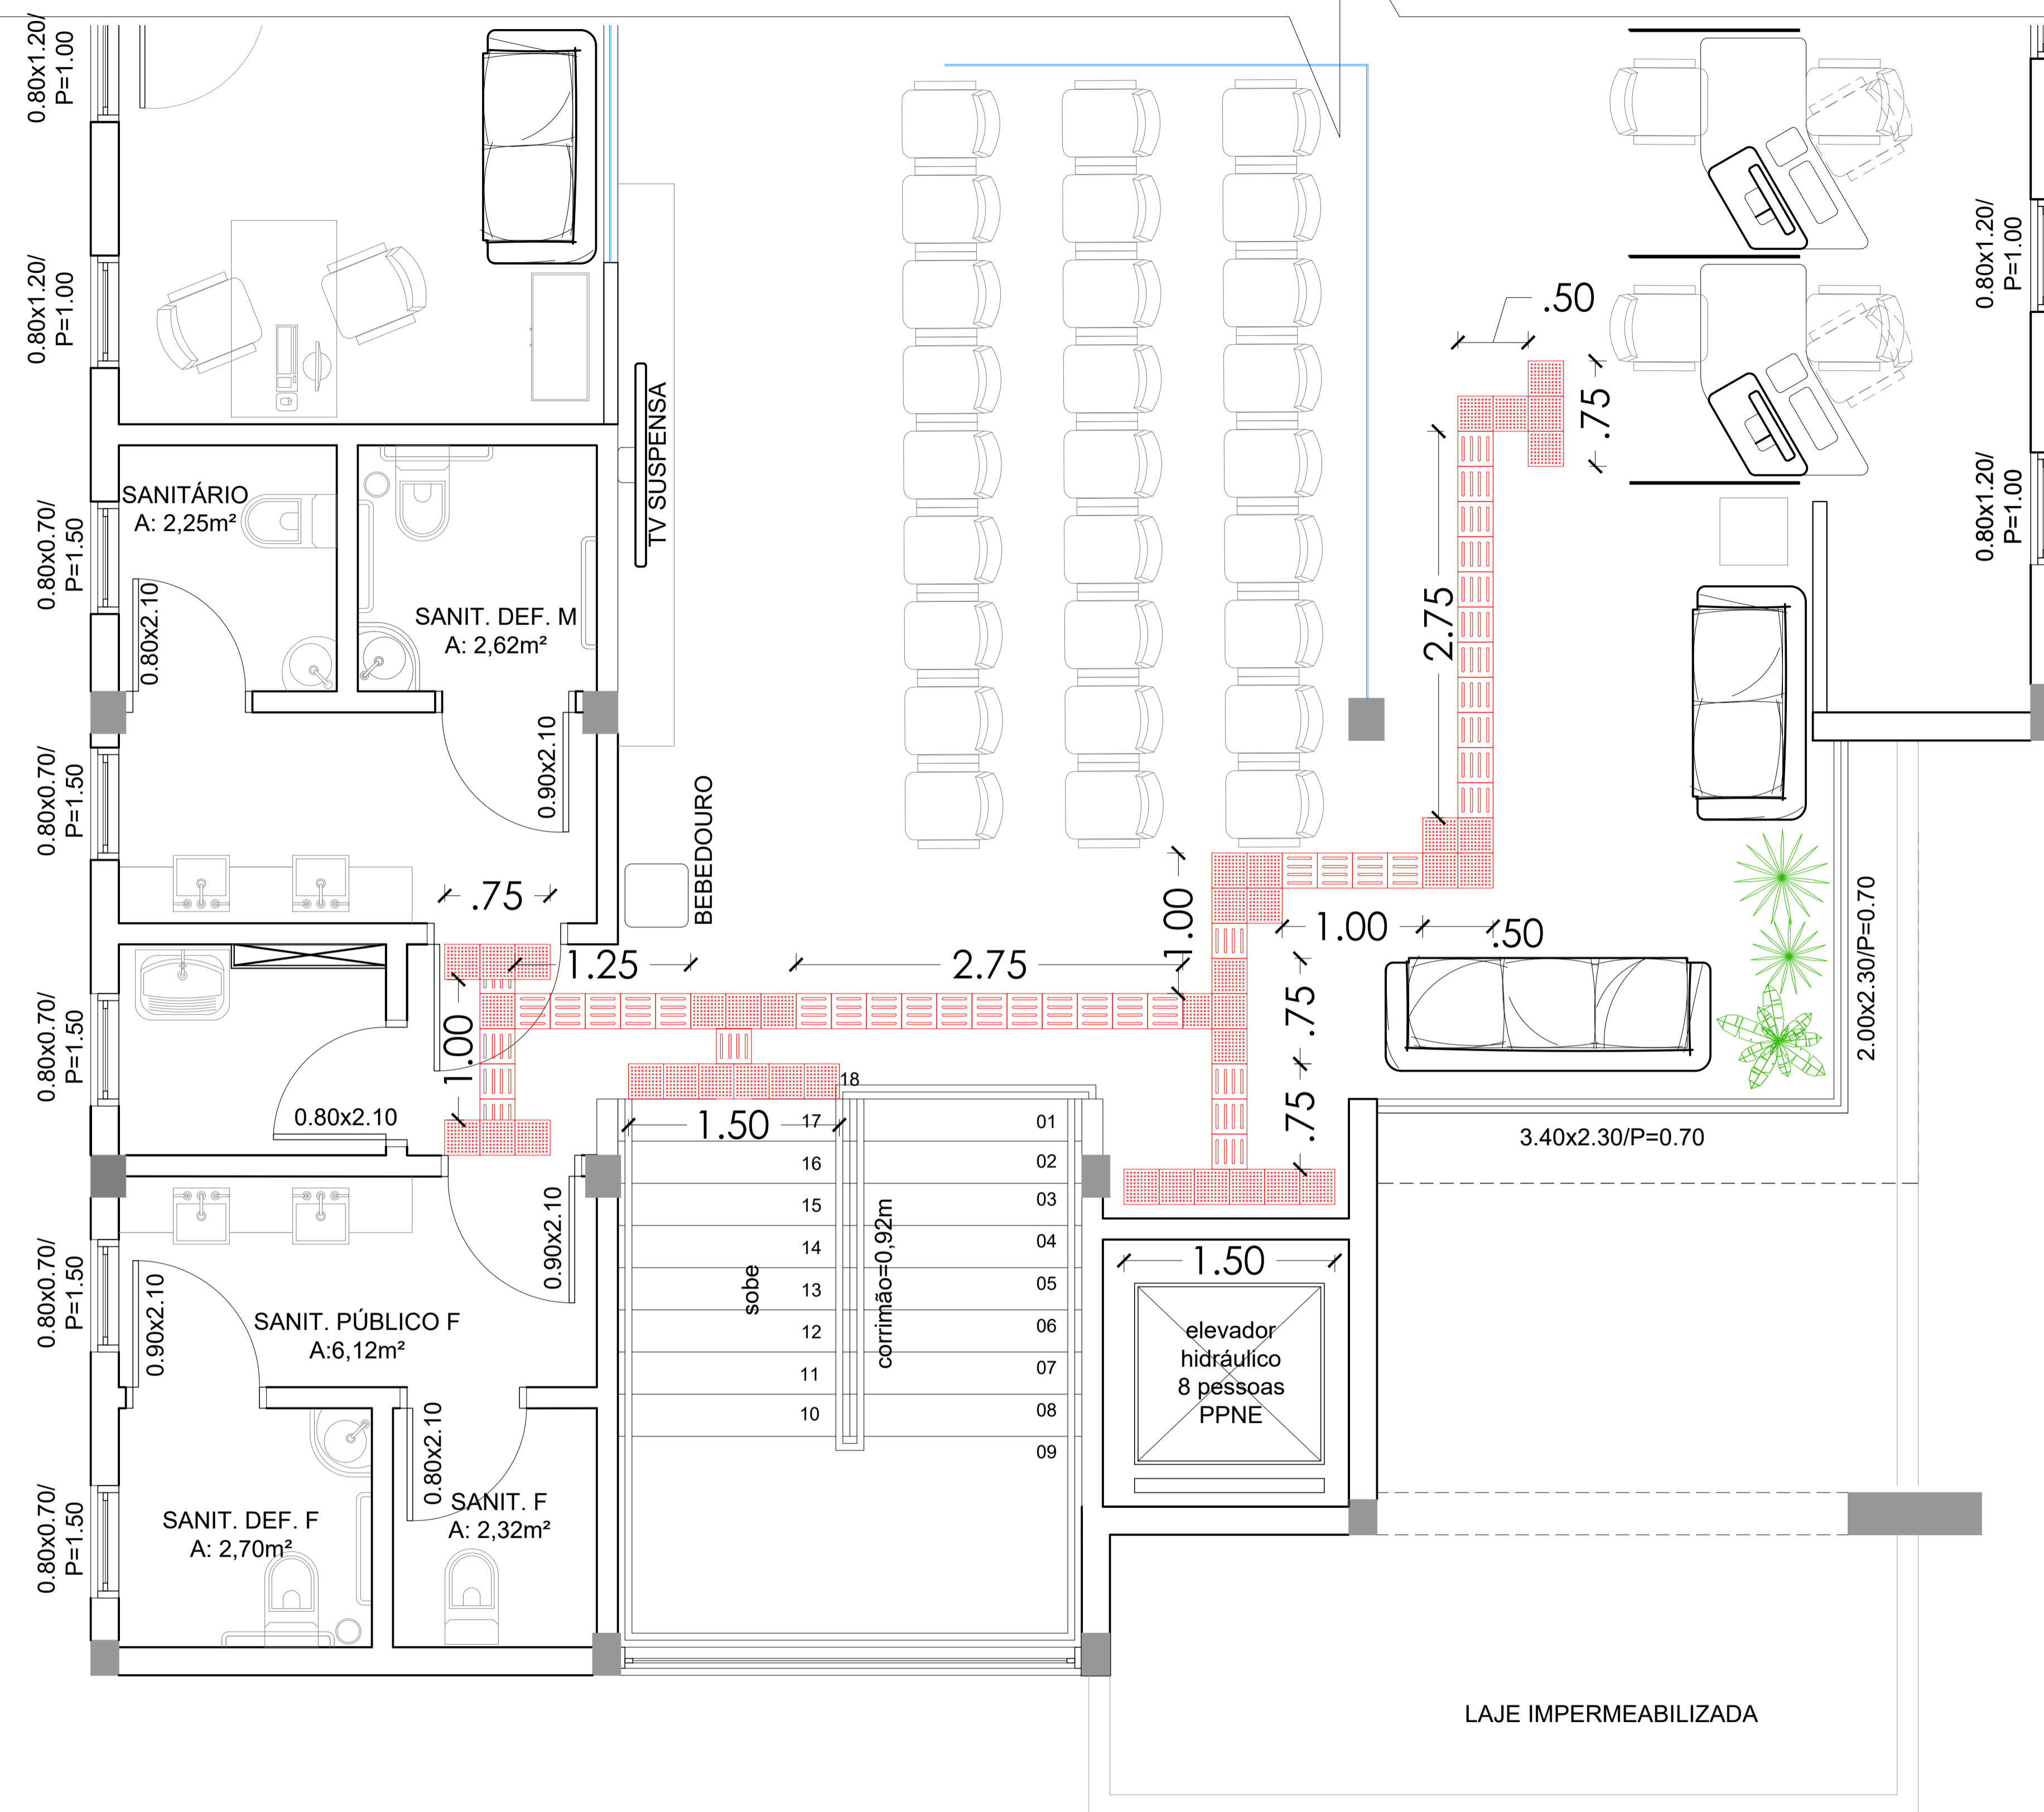 0.80x1.20/
P=1.00
0.80x1.20/
P=1.00
0.80x1.20/
P=1.00
.50
.75
TV SUSPENSA
SANITÁRIO
A: 2,25m²
0.80x0.70/
P=1.50
0.80x2.10
SANIT. DEF. M
A: 2,62m²
2.75
0.80x1.20/
P=1.00
0.80x0.70/
P=1.50
0.90x2.10
BEBEDOURO
.75
1.25
2.75
1.00
1.00
.50
2.00x2.30/P=0.70
.75
.75
0.80x0.70/
P=1.50
1.00
0.80x2.10
18
1.50
17
16
15
14
13
12
11
10
01
02
03
04
05
06
07
08
09
3.40x2.30/P=0.70
sobe
corrimão=0,92m
0.80x0.70/
P=1.50
0.90x2.10
0.90x2.10
SANIT. PÚBLICO F
A:6,12m²
1.50
elevador
hidráulico
8 pessoas
PPNE
0.80x2.10
0.80x0.70/
P=1.50
SANIT. DEF. F
A: 2,70m²
SANIT. F
A: 2,32m²
LAJE IMPERMEABILIZADA